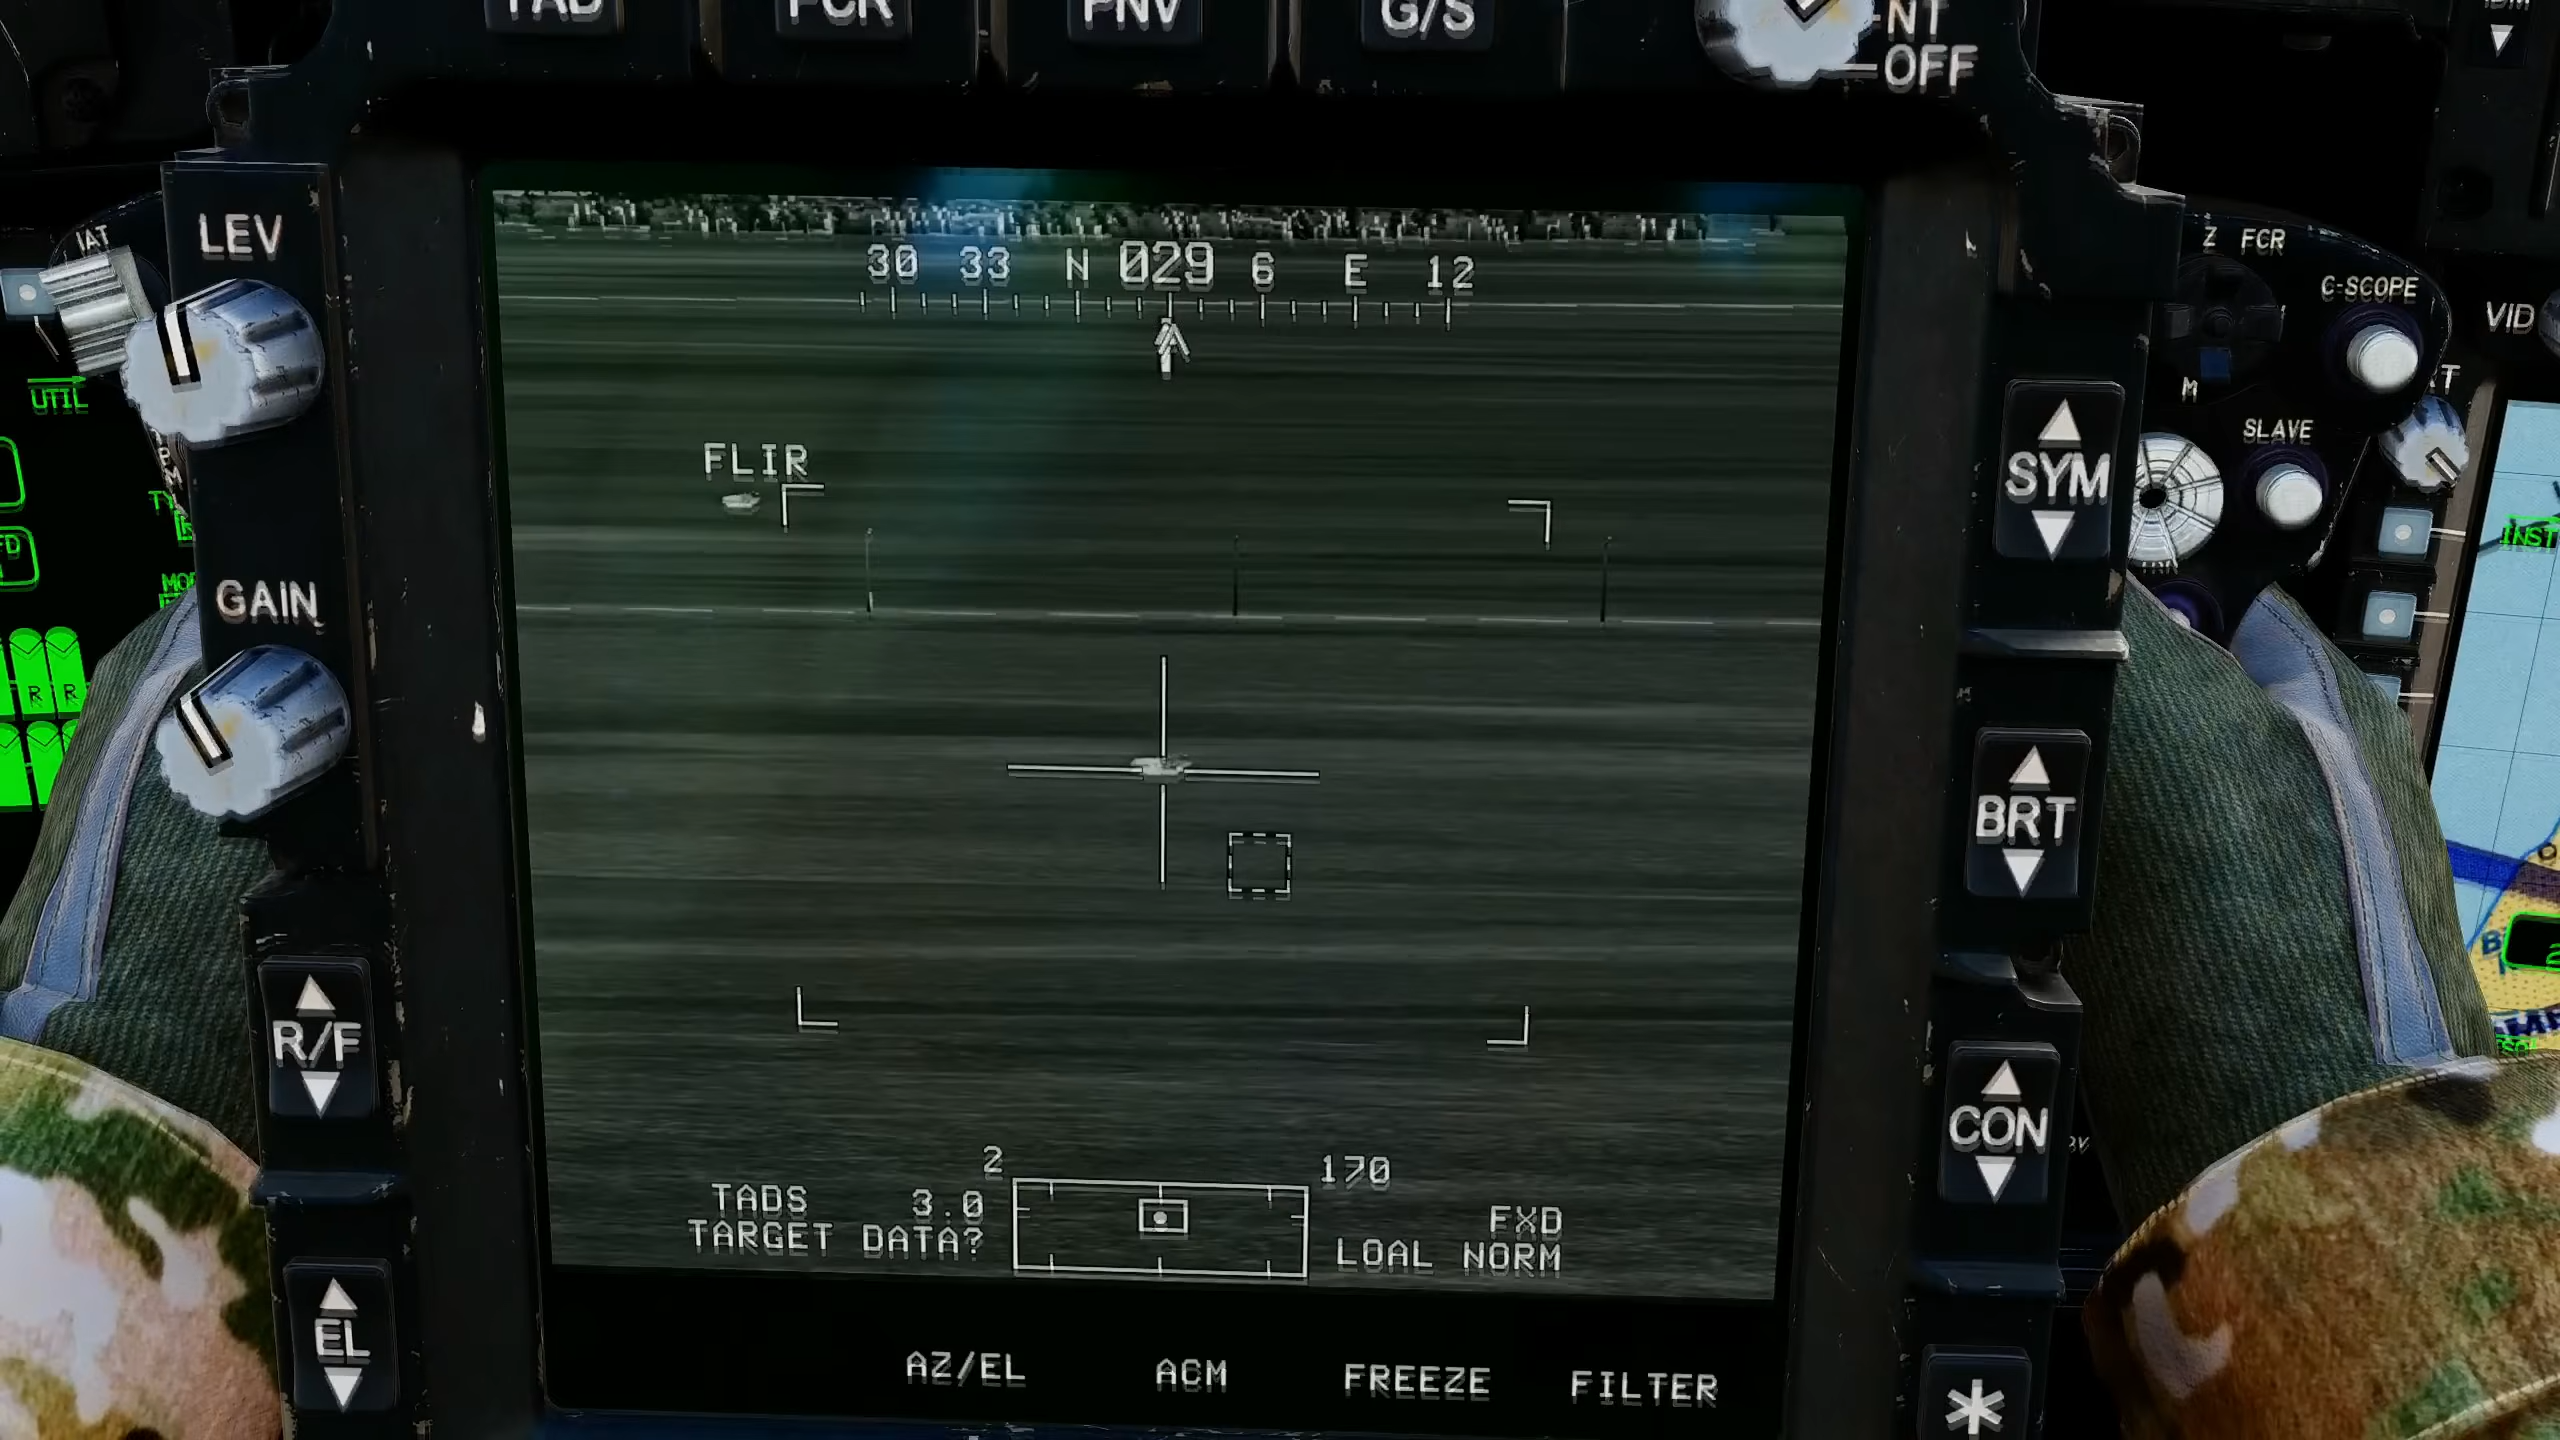 TAD FCR PNV G/S
NT
OFF
LEV
IAT
Z FCR
C-SCOPE
VID
30 33 N 029 6 E 12
UTIL
M
SLAVE
FLIR
SYM
INST
GAIN
R R
BRT
R/F
CON
2 170
TADS 3.0 FXD
TARGET DATA? LOAL NORM
EL
AZ/EL ACM FREEZE FILTER
*